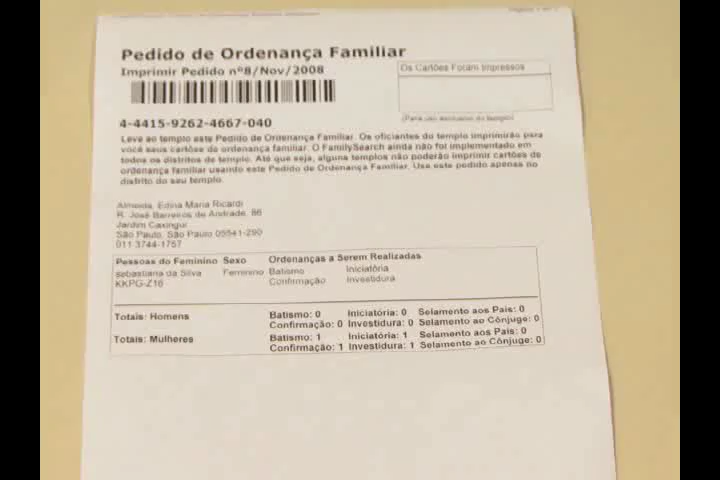 Pedido de Ordenança Familiar
Imprimir Pedido nº8/Nov/2008
Os Cartões Foram Impressos
(Para uso exclusivo do templo)
4-4415-9262-4667-040
Leve ao templo este Pedido de Ordenança Familiar. Os oficiantes do templo imprimirão para
você seus cartões de ordenança familiar. O FamilySearch ainda não foi implementado em
todos os distritos de templo. Até que seja, alguns templos não poderão imprimir cartões de
ordenança familiar usando este Pedido de Ordenança Familiar. Use este pedido apenas no
distrito do seu templo.
Almeida, Edina Maria Ricardi
R. José Barreiros de Andrade, 86
Jardim Caxingui
São Paulo, São Paulo 05541-290
011 3744-1757
Pessoas do Feminino Sexo Ordenanças a Serem Realizadas
sebastiana da Silva Feminino Batismo Iniciatória
KKPG-Z16 Confirmação Investidura
Totais: Homens Batismo: 0 Iniciatória: 0 Selamento aos Pais: 0
Confirmação: 0 Investidura: 0 Selamento ao Cônjuge: 0
Totais: Mulheres Batismo: 1 Iniciatória: 1 Selamento aos Pais: 0
Confirmação: 1 Investidura: 1 Selamento ao Cônjuge: 0